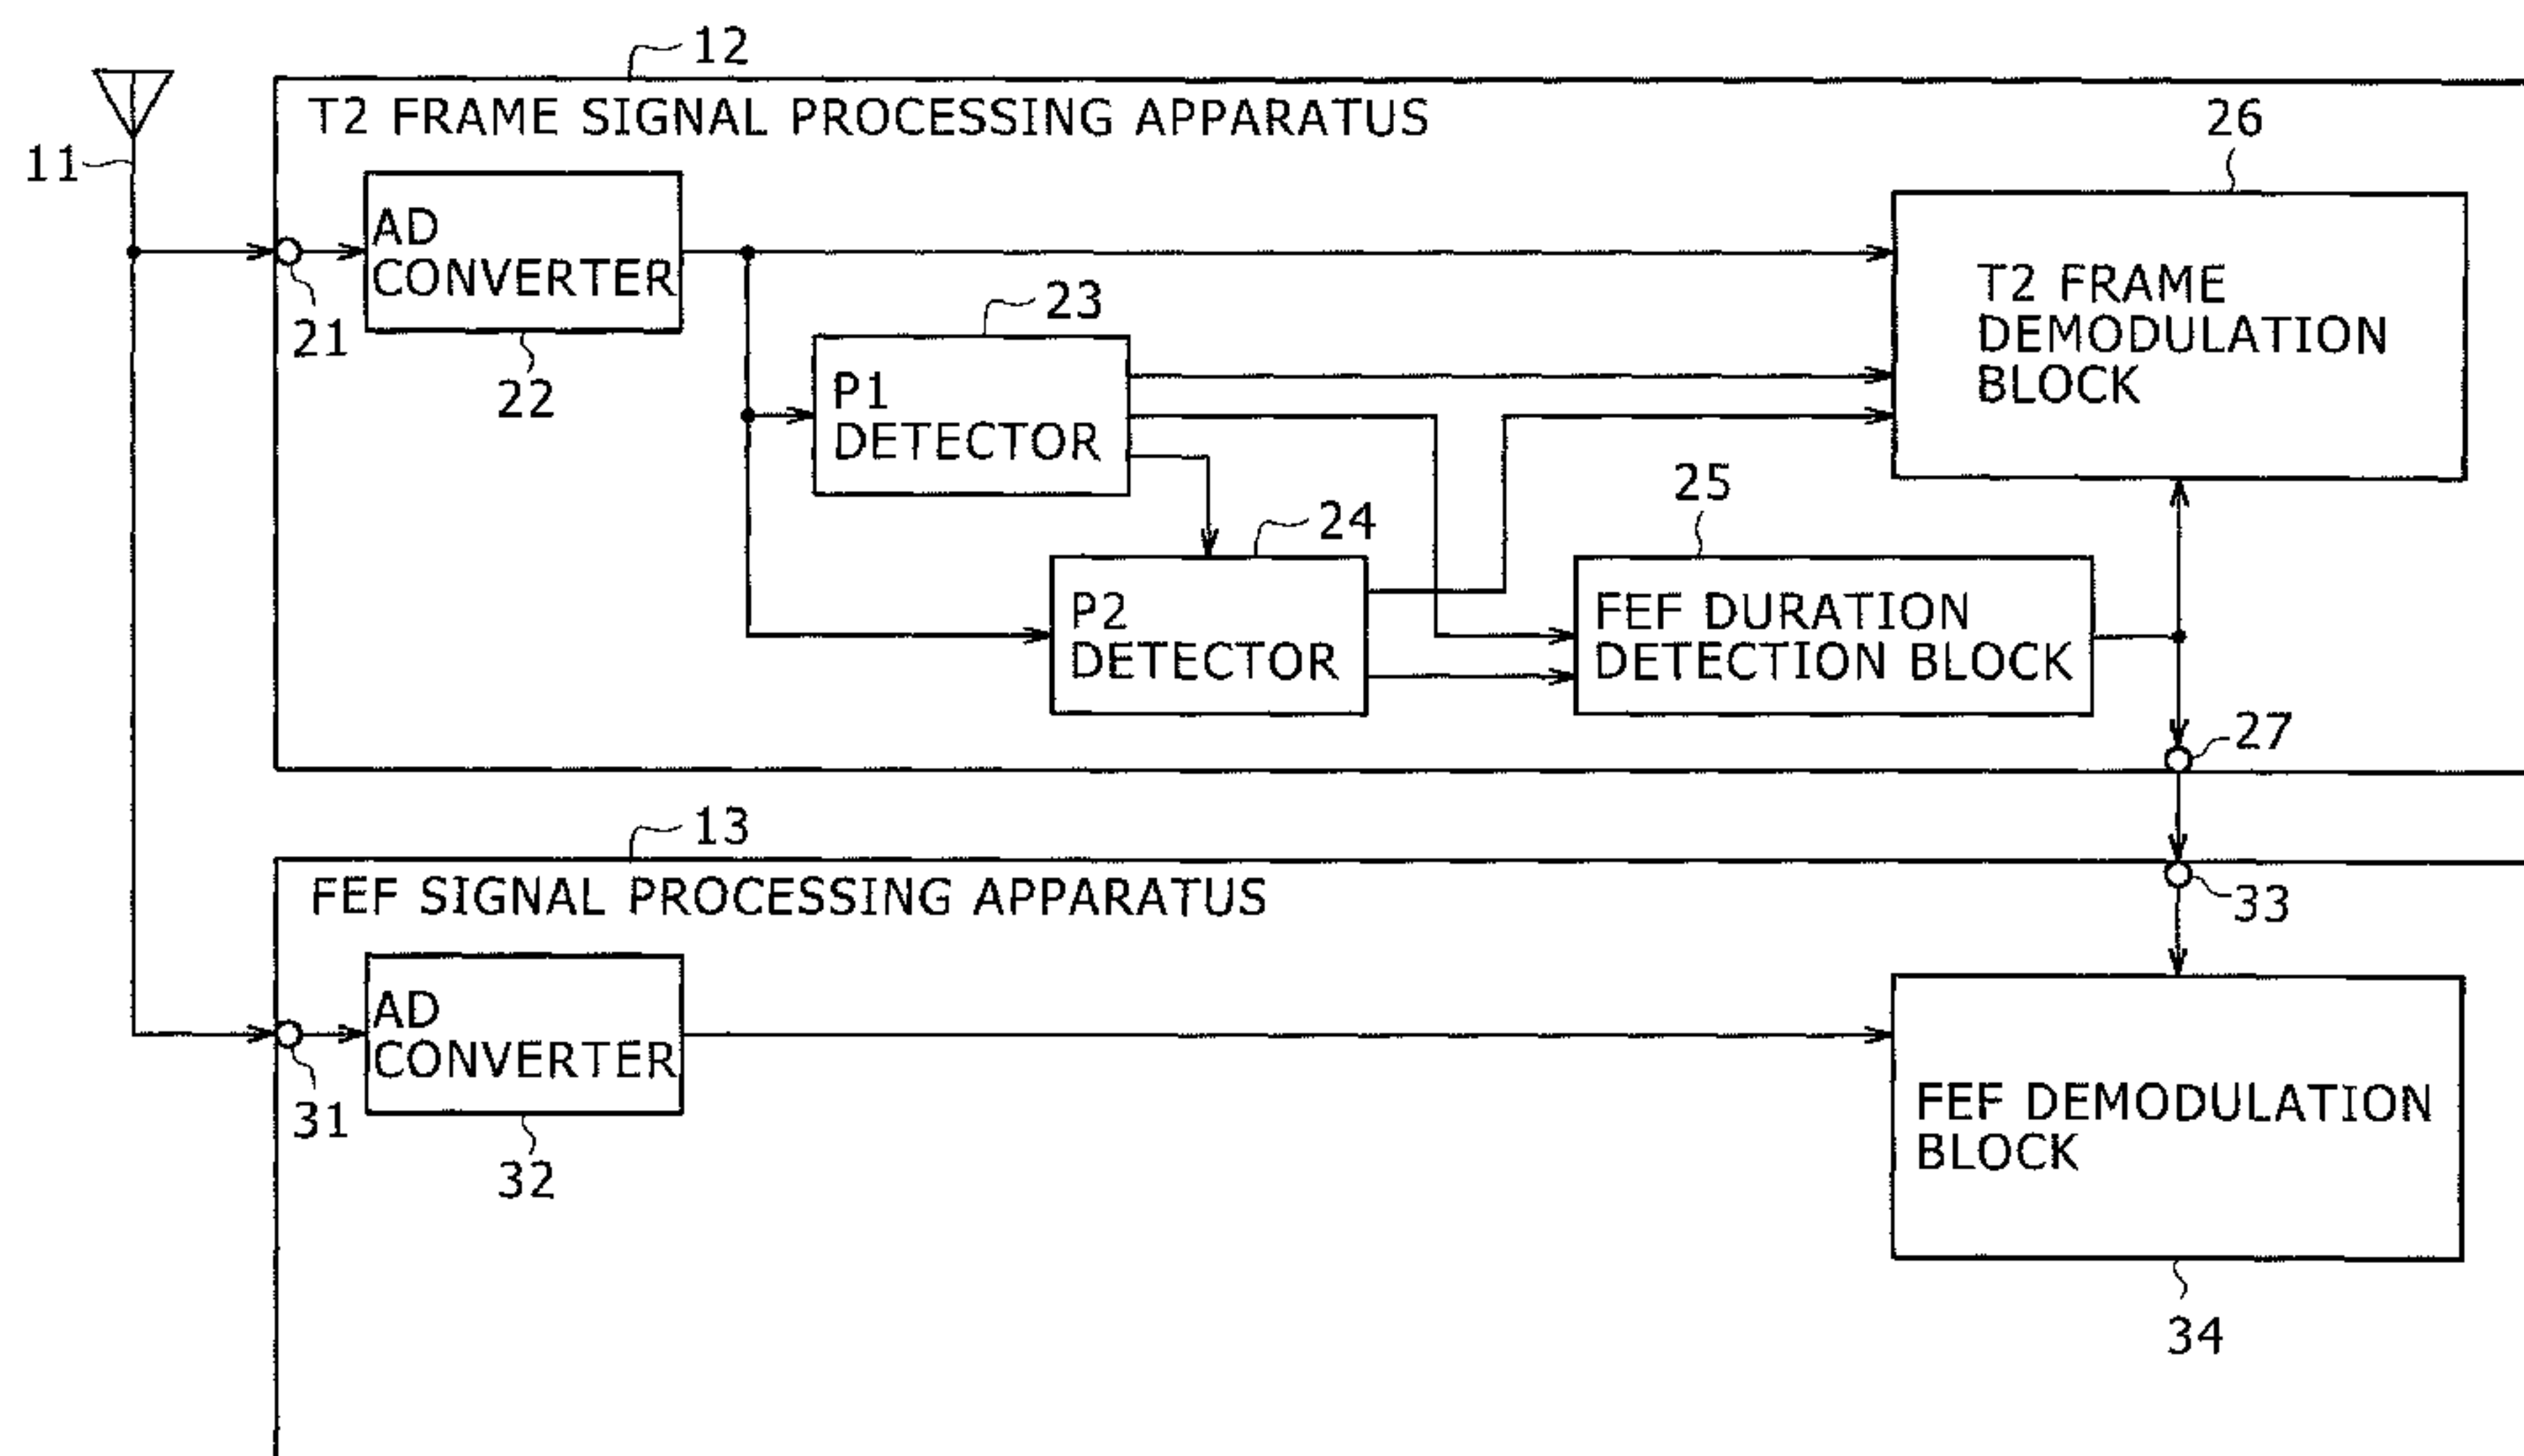 12
T2 FRAME SIGNAL PROCESSING APPARATUS
26
11
AD
CONVERTER
21
22
23
P1
DETECTOR
T2 FRAME
DEMODULATION
BLOCK
25
24
P2
DETECTOR
FEF DURATION
DETECTION BLOCK
27
13
FEF SIGNAL PROCESSING APPARATUS
33
AD
CONVERTER
31
32
FEF DEMODULATION
BLOCK
34